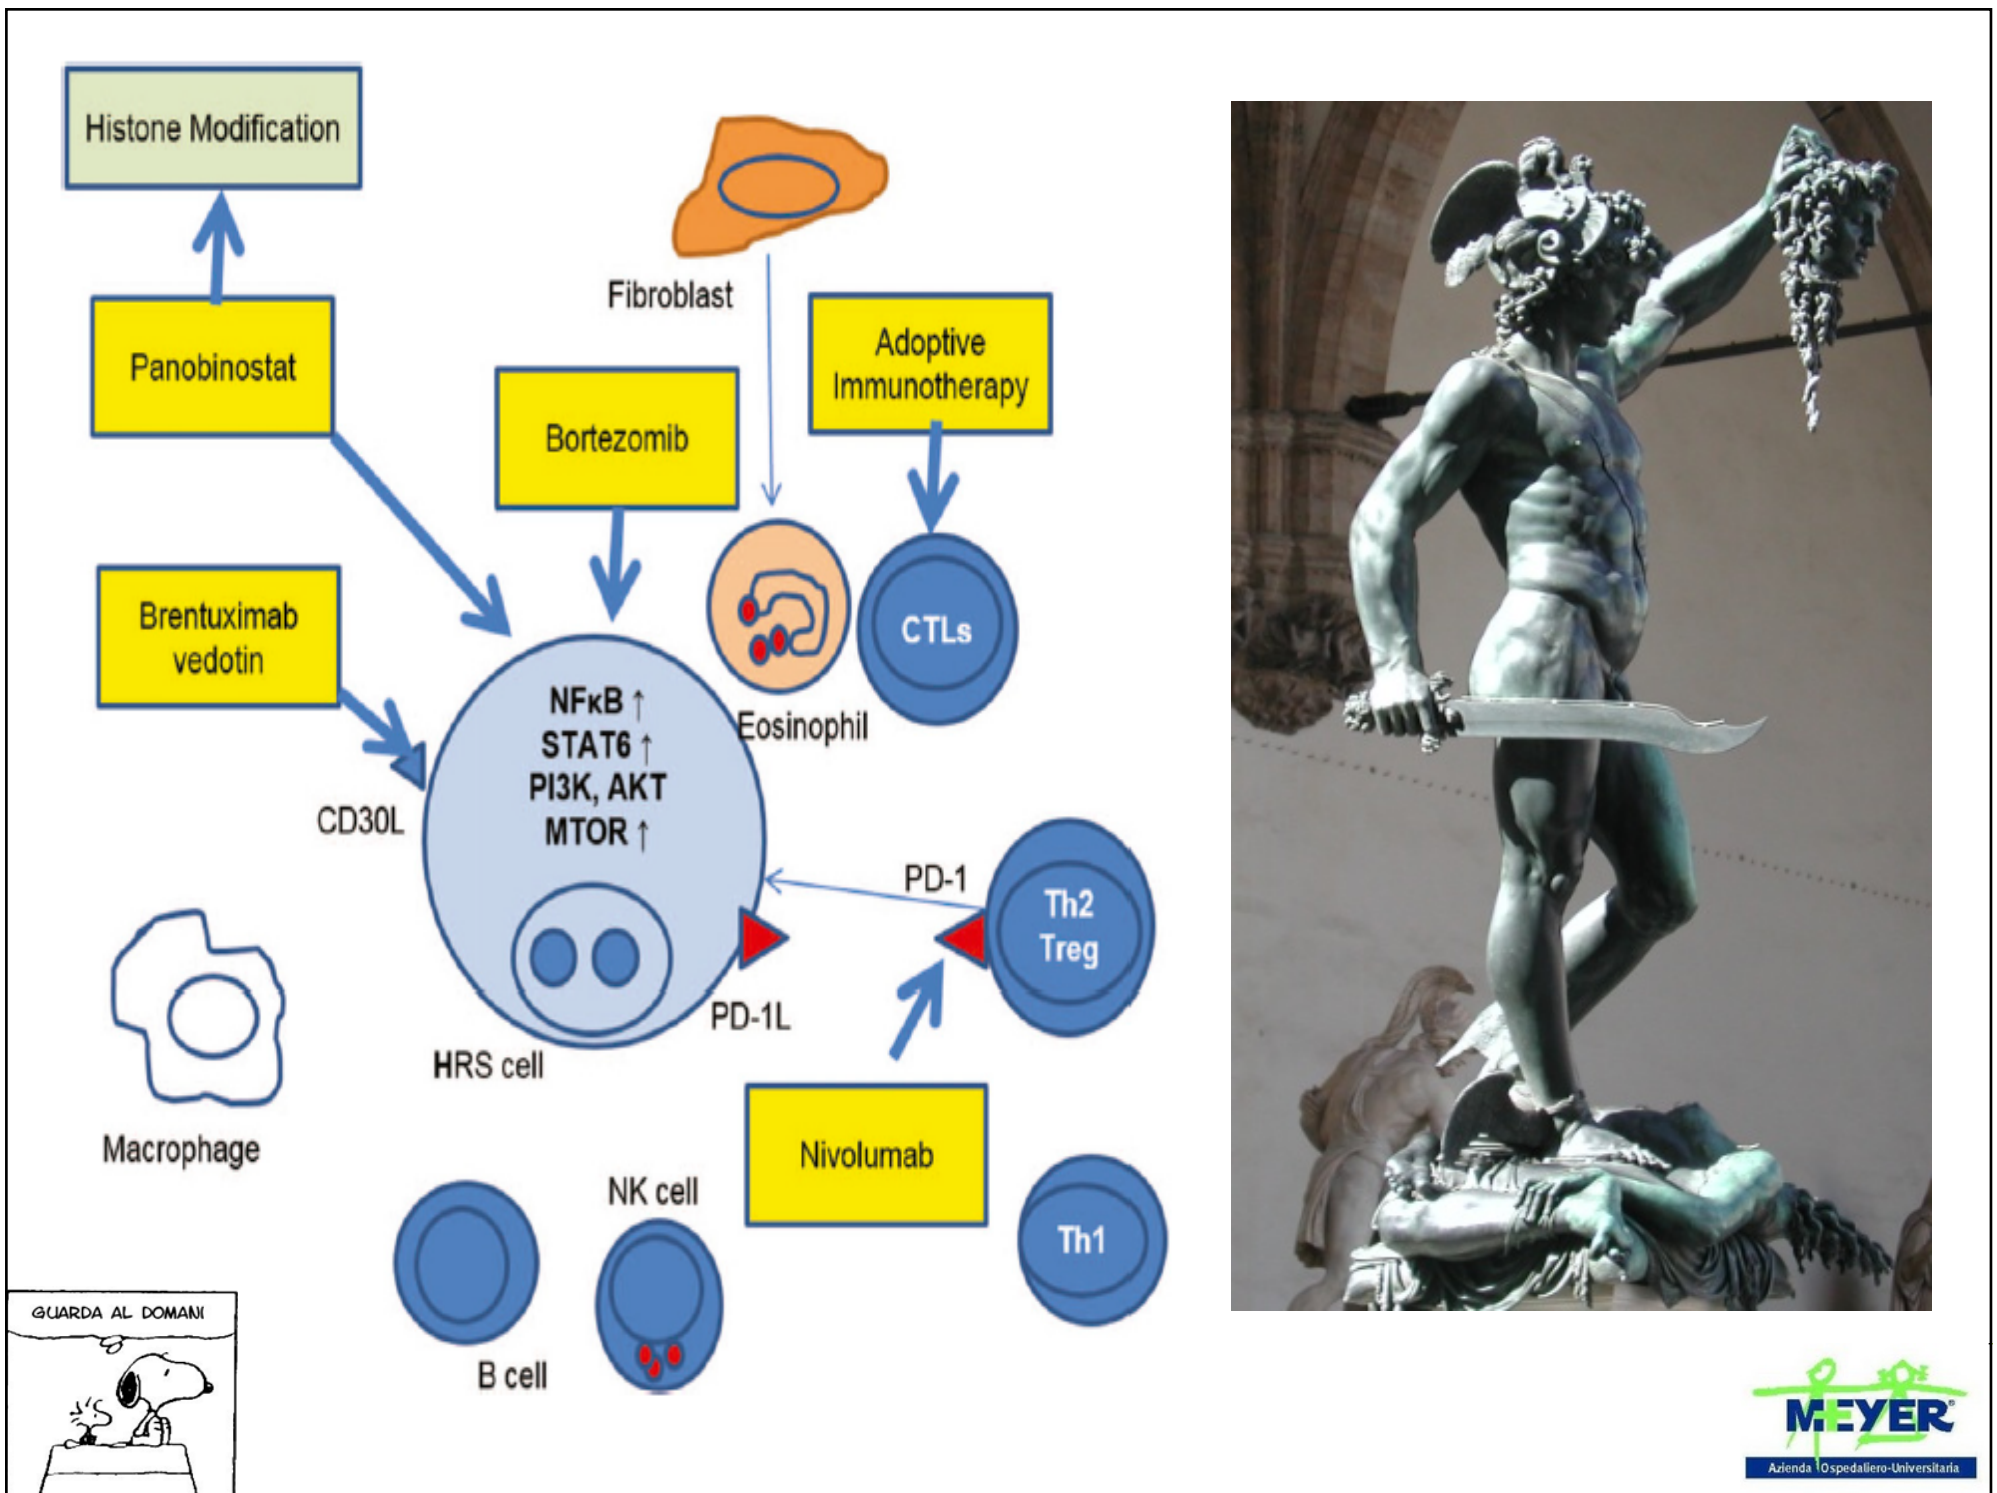 Histone Modification
Panobinostat
Fibroblast
Adoptive
Immunotherapy
Bortezomib
Brentuximab
vedotin
CTLs
NFκB ↑
STAT6 ↑
PI3K, AKT
MTOR ↑
Eosinophil
CD30L
PD-1
Th2
Treg
PD-1L
HRS cell
Macrophage
Nivolumab
NK cell
Th1
B cell
GUARDA AL DOMANI
MEYER®
Azienda Ospedaliero-Universitaria